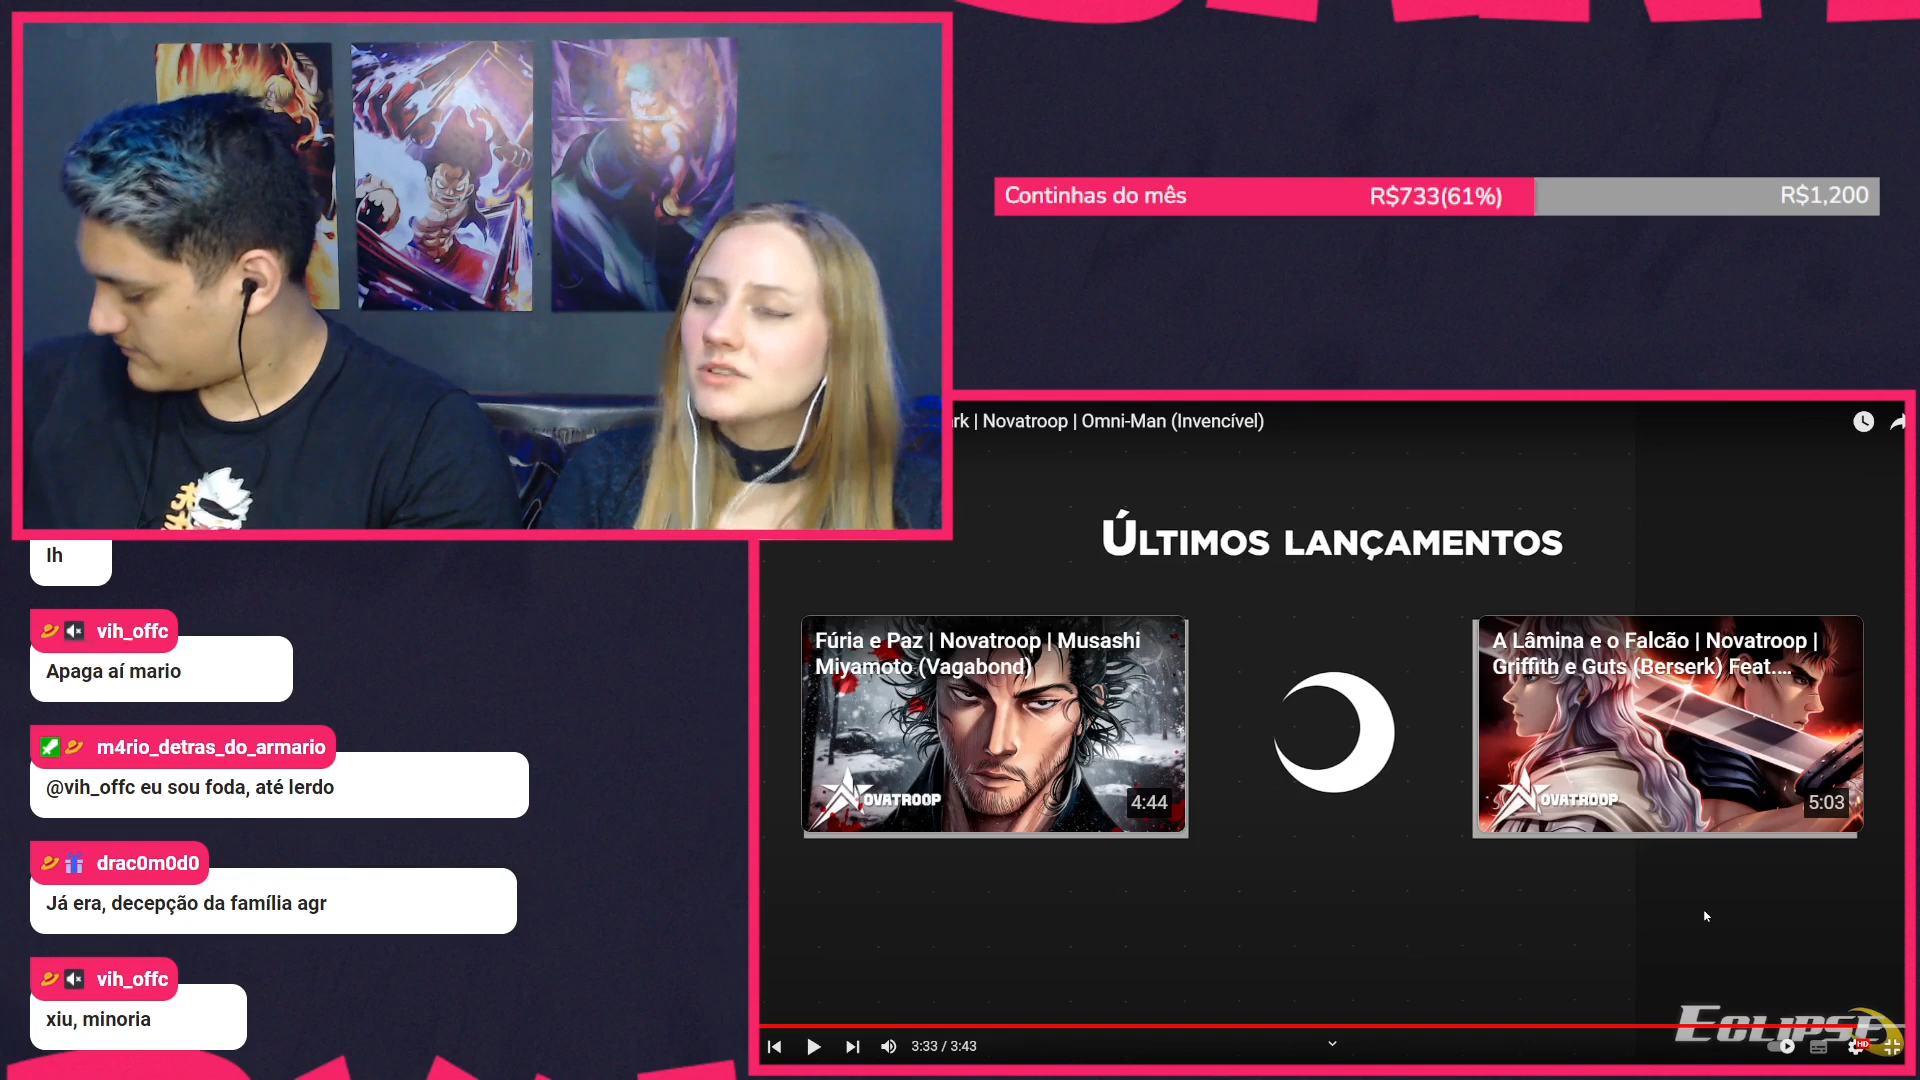 Continhas do mês
R$733(61%)
R$1,200
rk | Novatroop | Omni-Man (Invencível)
ÚLTIMOS LANÇAMENTOS
Fúria e Paz | Novatroop | Musashi
Miyamoto (Vagabond)
OVATROOP
4:44
A Lâmina e o Falcão | Novatroop |
Griffith e Guts (Berserk) Feat....
OVATROOP
5:03
Ih
vih_offc
Apaga aí mario
m4rio_detras_do_armario
@vih_offc eu sou foda, até lerdo
drac0m0d0
Já era, decepção da família agr
vih_offc
xiu, minoria
3:33 / 3:43
ECLIPSE
HD